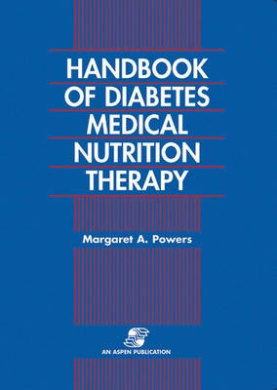 HANDBOOK
OF DIABETES
MEDICAL
NUTRITION
THERAPY
Margaret A. Powers
AN ASPEN PUBLICATION